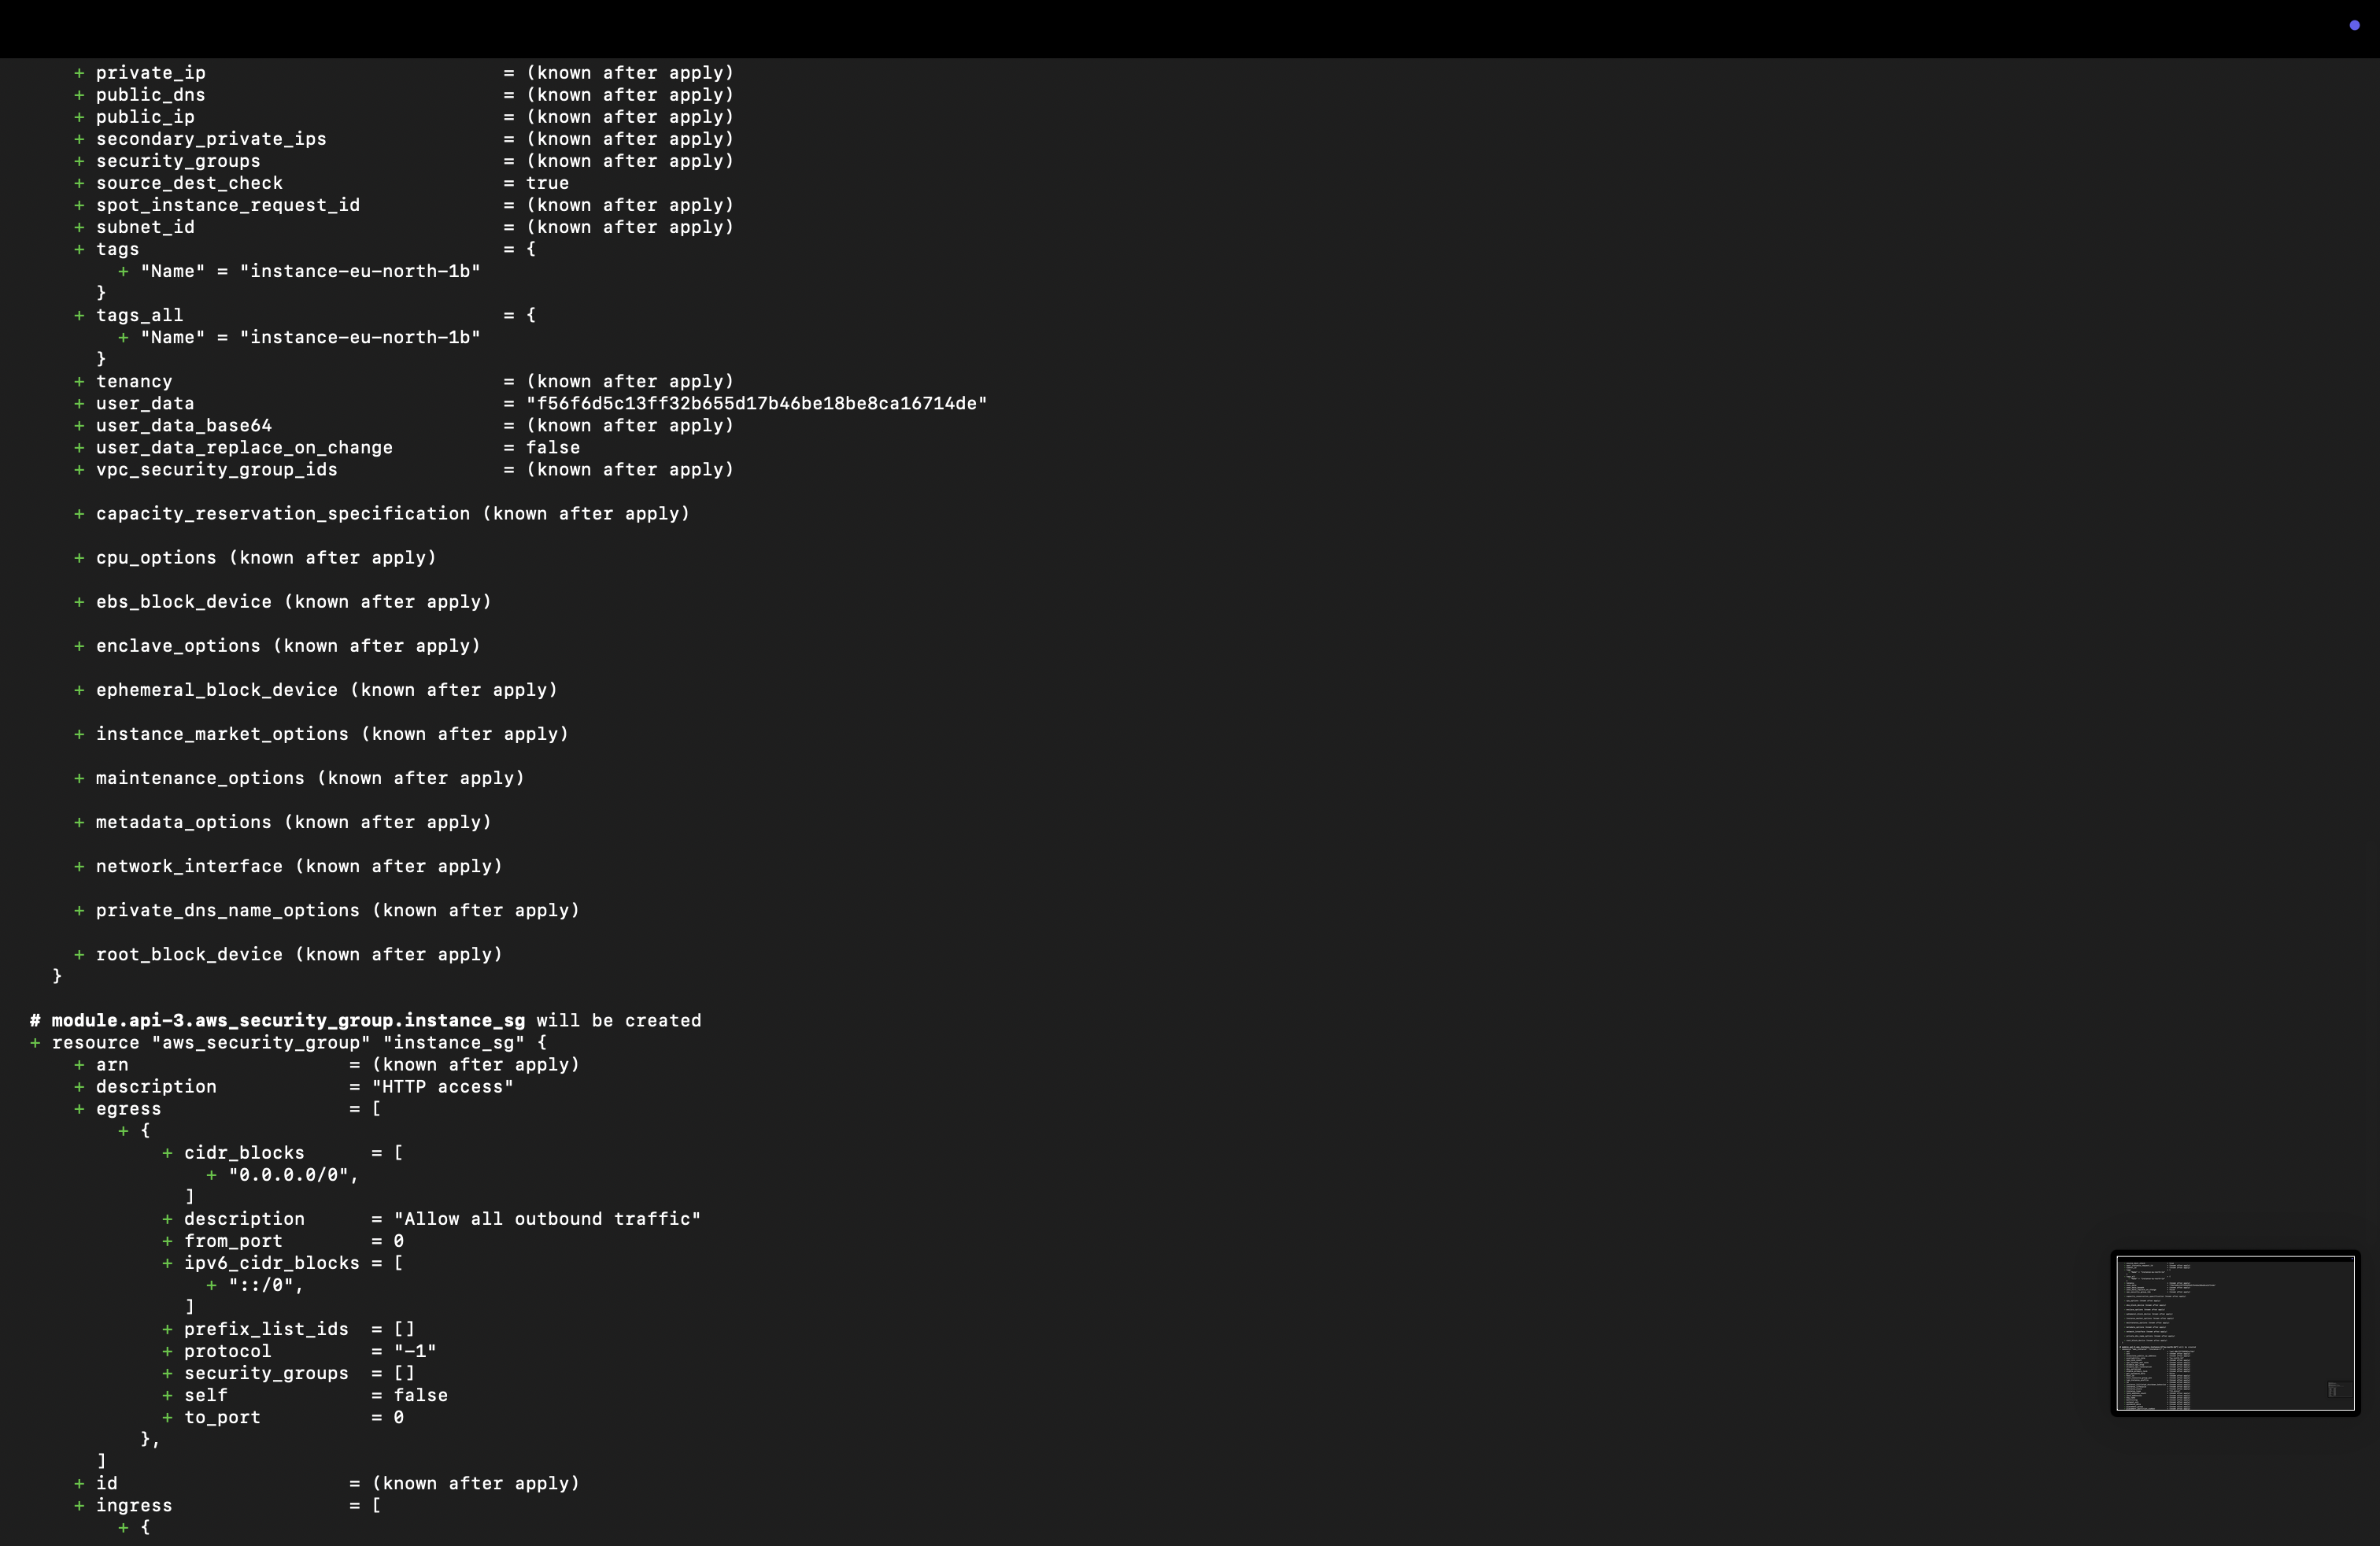 + private_ip = (known after apply)
+ public_dns = (known after apply)
+ public_ip = (known after apply)
+ secondary_private_ips = (known after apply)
+ security_groups = (known after apply)
+ source_dest_check = true
+ spot_instance_request_id = (known after apply)
+ subnet_id = (known after apply)
+ tags = {
+ "Name" = "instance-eu-north-1b"
}
+ tags_all = {
+ "Name" = "instance-eu-north-1b"
}
+ tenancy = (known after apply)
+ user_data = "f56f6d5c13ff32b655d17b46be18be8ca16714de"
+ user_data_base64 = (known after apply)
+ user_data_replace_on_change = false
+ vpc_security_group_ids = (known after apply)
+ capacity_reservation_specification (known after apply)
+ cpu_options (known after apply)
+ ebs_block_device (known after apply)
+ enclave_options (known after apply)
+ ephemeral_block_device (known after apply)
+ instance_market_options (known after apply)
+ maintenance_options (known after apply)
+ metadata_options (known after apply)
+ network_interface (known after apply)
+ private_dns_name_options (known after apply)
+ root_block_device (known after apply)
}
# module.api-3.aws_security_group.instance_sg will be created
+ resource "aws_security_group" "instance_sg" {
+ arn = (known after apply)
+ description = "HTTP access"
+ egress = [
+ {
+ cidr_blocks = [
+ "0.0.0.0/0",
]
+ description = "Allow all outbound traffic"
+ from_port = 0
+ ipv6_cidr_blocks = [
+ "::/0",
]
+ prefix_list_ids = []
+ protocol = "-1"
+ security_groups = []
+ self = false
+ to_port = 0
},
]
+ id = (known after apply)
+ ingress = [
+ {